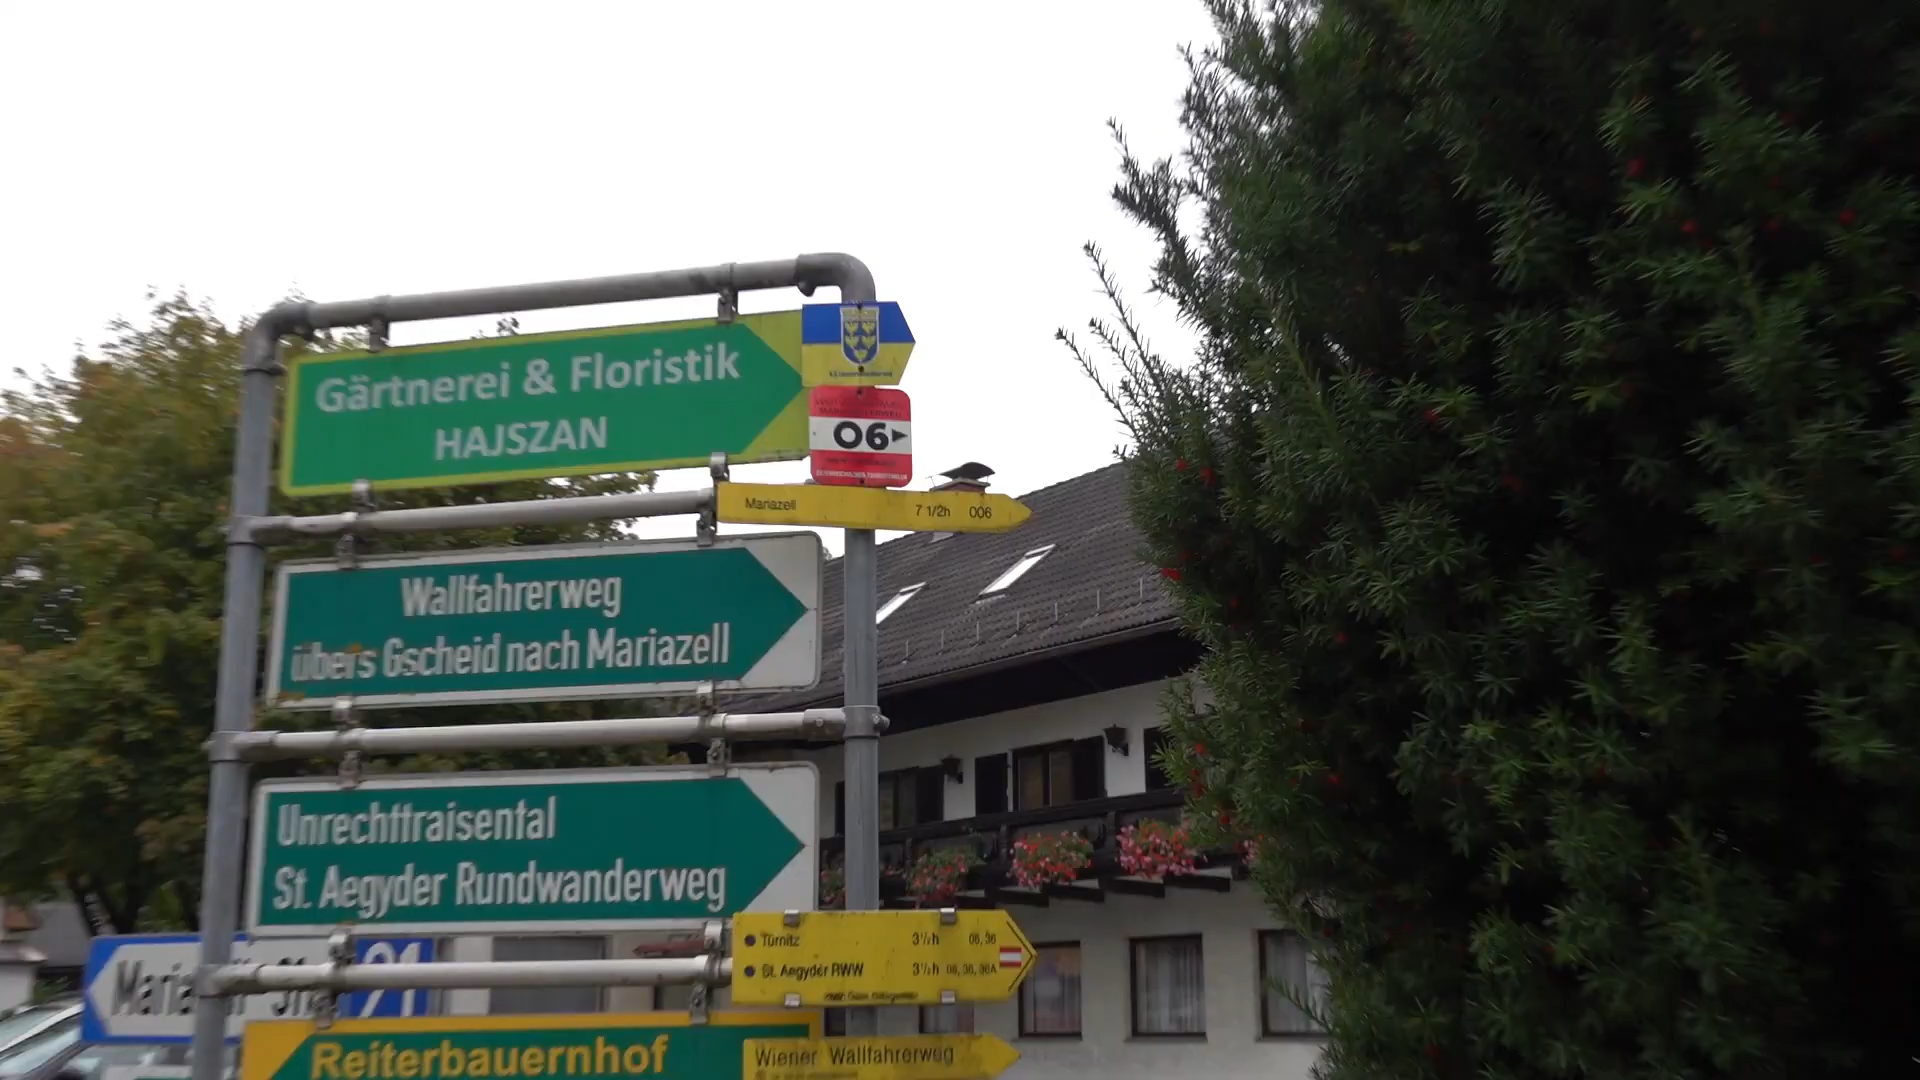 Gärtnerei & Floristik
HAJSZAN
06
Mariazell 7 1/2h 006
Wallfahrerweg
übers Gscheid nach Mariazell
Unrechttraisental
St. Aegyder Rundwanderweg
Türnitz 3½h 06, 36
St. Aegyder RWW 3½h 06, 36, 36A
21
Reiterbauernhof
Wiener Wallfahrerweg